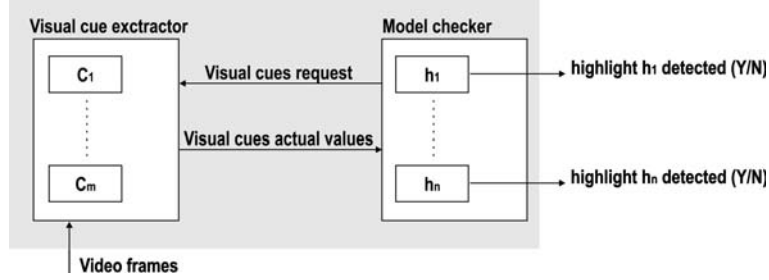 Visual cue exctractor
Model checker
C1
Visual cues request
h1
highlight h1 detected (Y/N)
Visual cues actual values
Cm
hn
highlight hn detected (Y/N)
Video frames